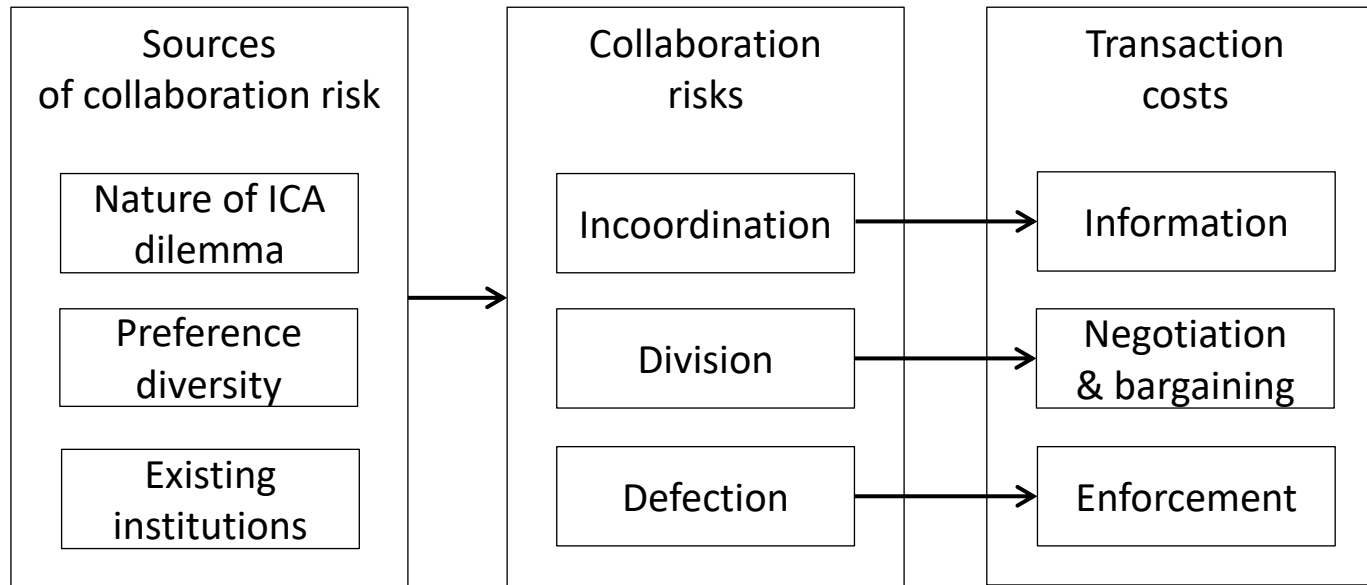 Sources
of collaboration risk
Nature of ICA
dilemma
Preference
diversity
Existing
institutions
Collaboration
risks
Incoordination
Division
Defection
Transaction
costs
Information
Negotiation
& bargaining
Enforcement